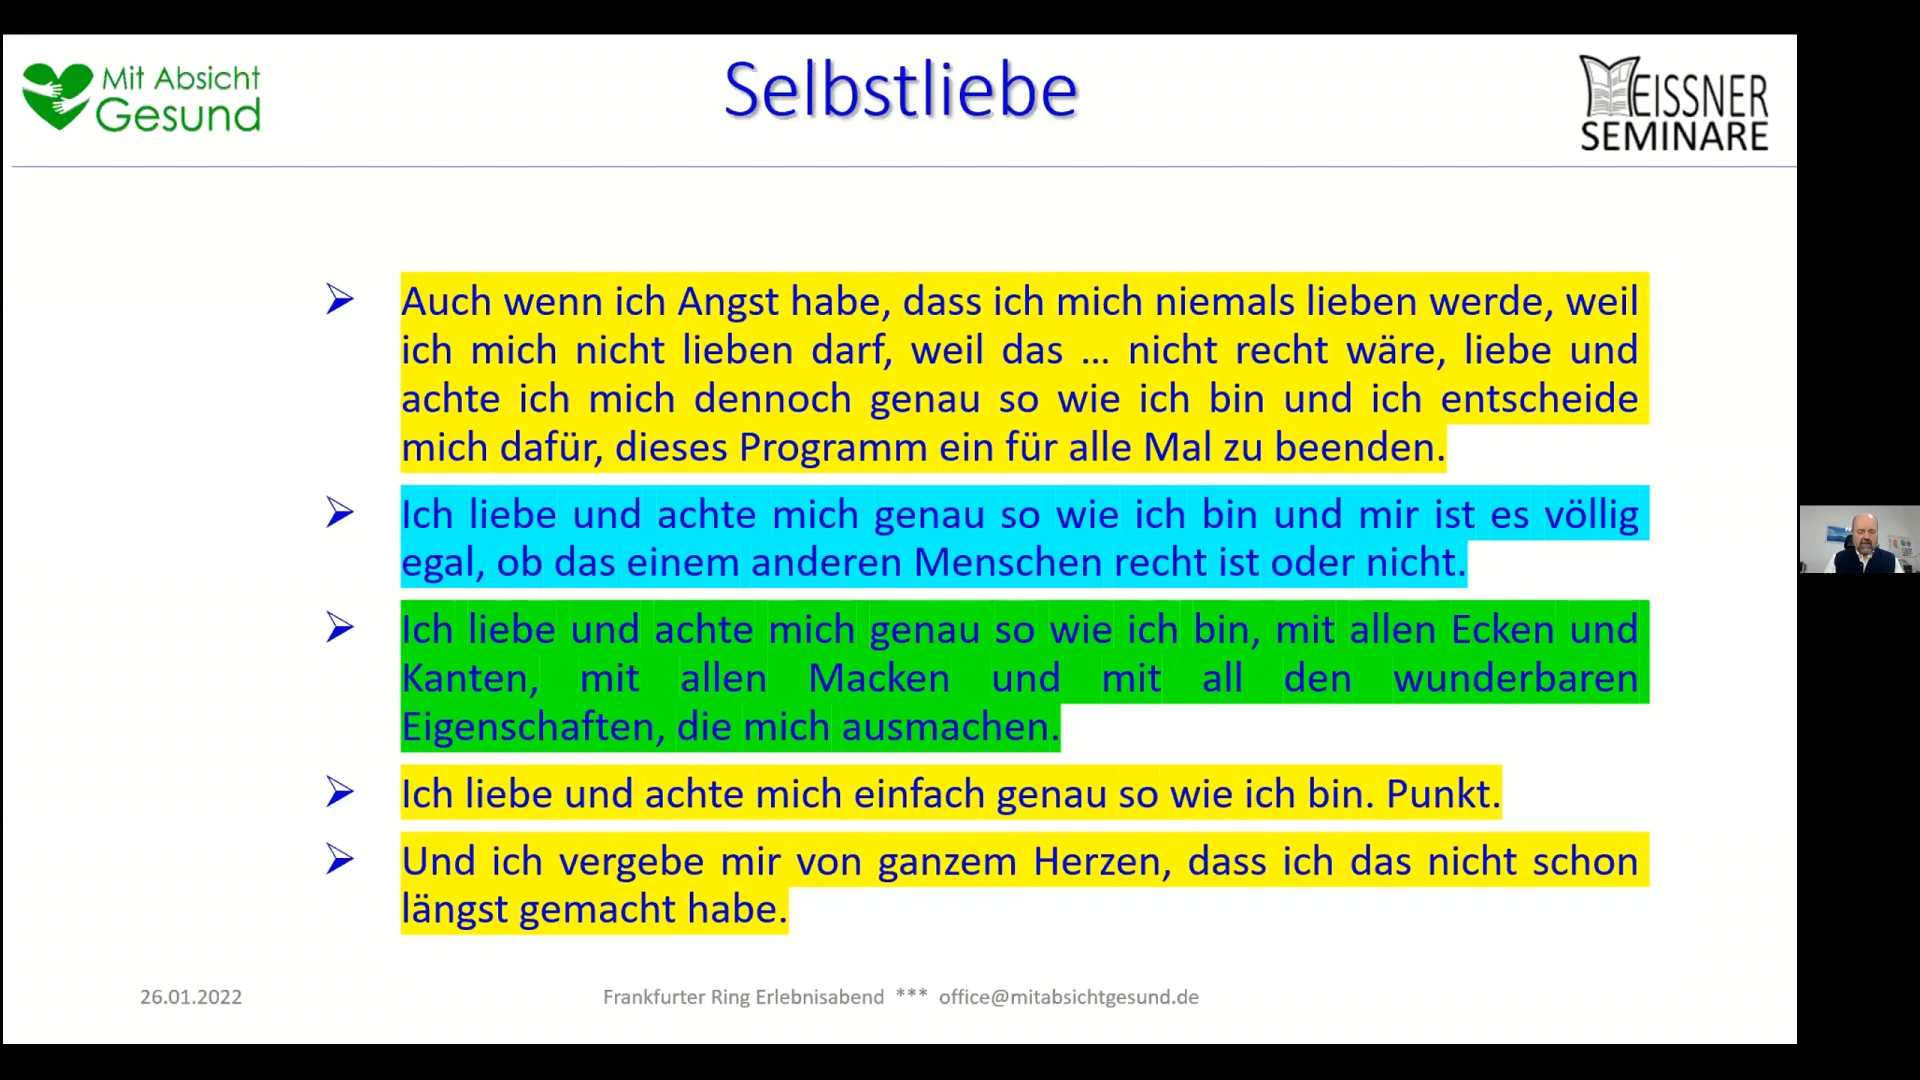 Mit Absicht
Gesund
Selbstliebe
MEISSNER
SEMINARE
Auch wenn ich Angst habe, dass ich mich niemals lieben werde, weil
ich mich nicht lieben darf, weil das ... nicht recht wäre, liebe und
achte ich mich dennoch genau so wie ich bin und ich entscheide
mich dafür, dieses Programm ein für alle Mal zu beenden.
Ich liebe und achte mich genau so wie ich bin und mir ist es völlig
egal, ob das einem anderen Menschen recht ist oder nicht.
Ich liebe und achte mich genau so wie ich bin, mit allen Ecken und
Kanten, mit allen Macken und mit all den wunderbaren
Eigenschaften, die mich ausmachen.
Ich liebe und achte mich einfach genau so wie ich bin. Punkt.
Und ich vergebe mir von ganzem Herzen, dass ich das nicht schon
längst gemacht habe.
26.01.2022
Frankfurter Ring Erlebnisabend *** office@mitabsichtgesund.de